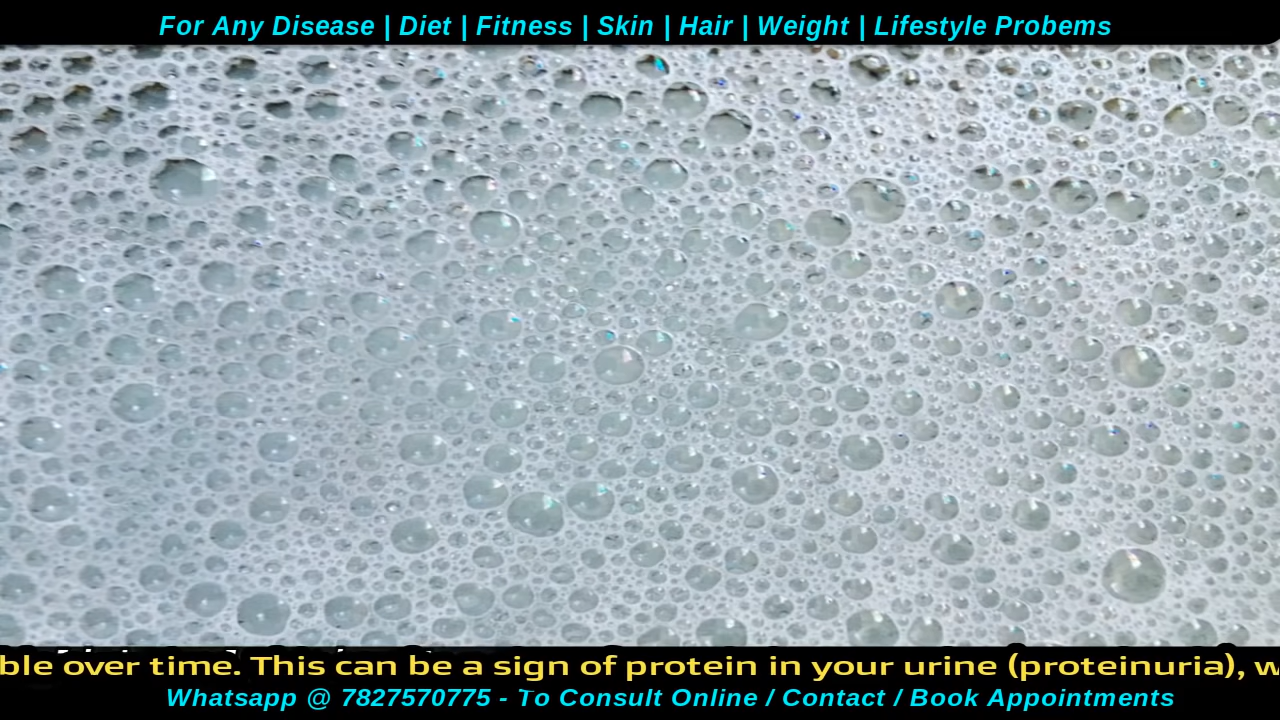 For Any Disease | Diet | Fitness | Skin | Hair | Weight | Lifestyle Probems
ble over time. This can be a sign of protein in your urine (proteinuria), w
Whatsapp @ 7827570775 - To Consult Online / Contact / Book Appointments